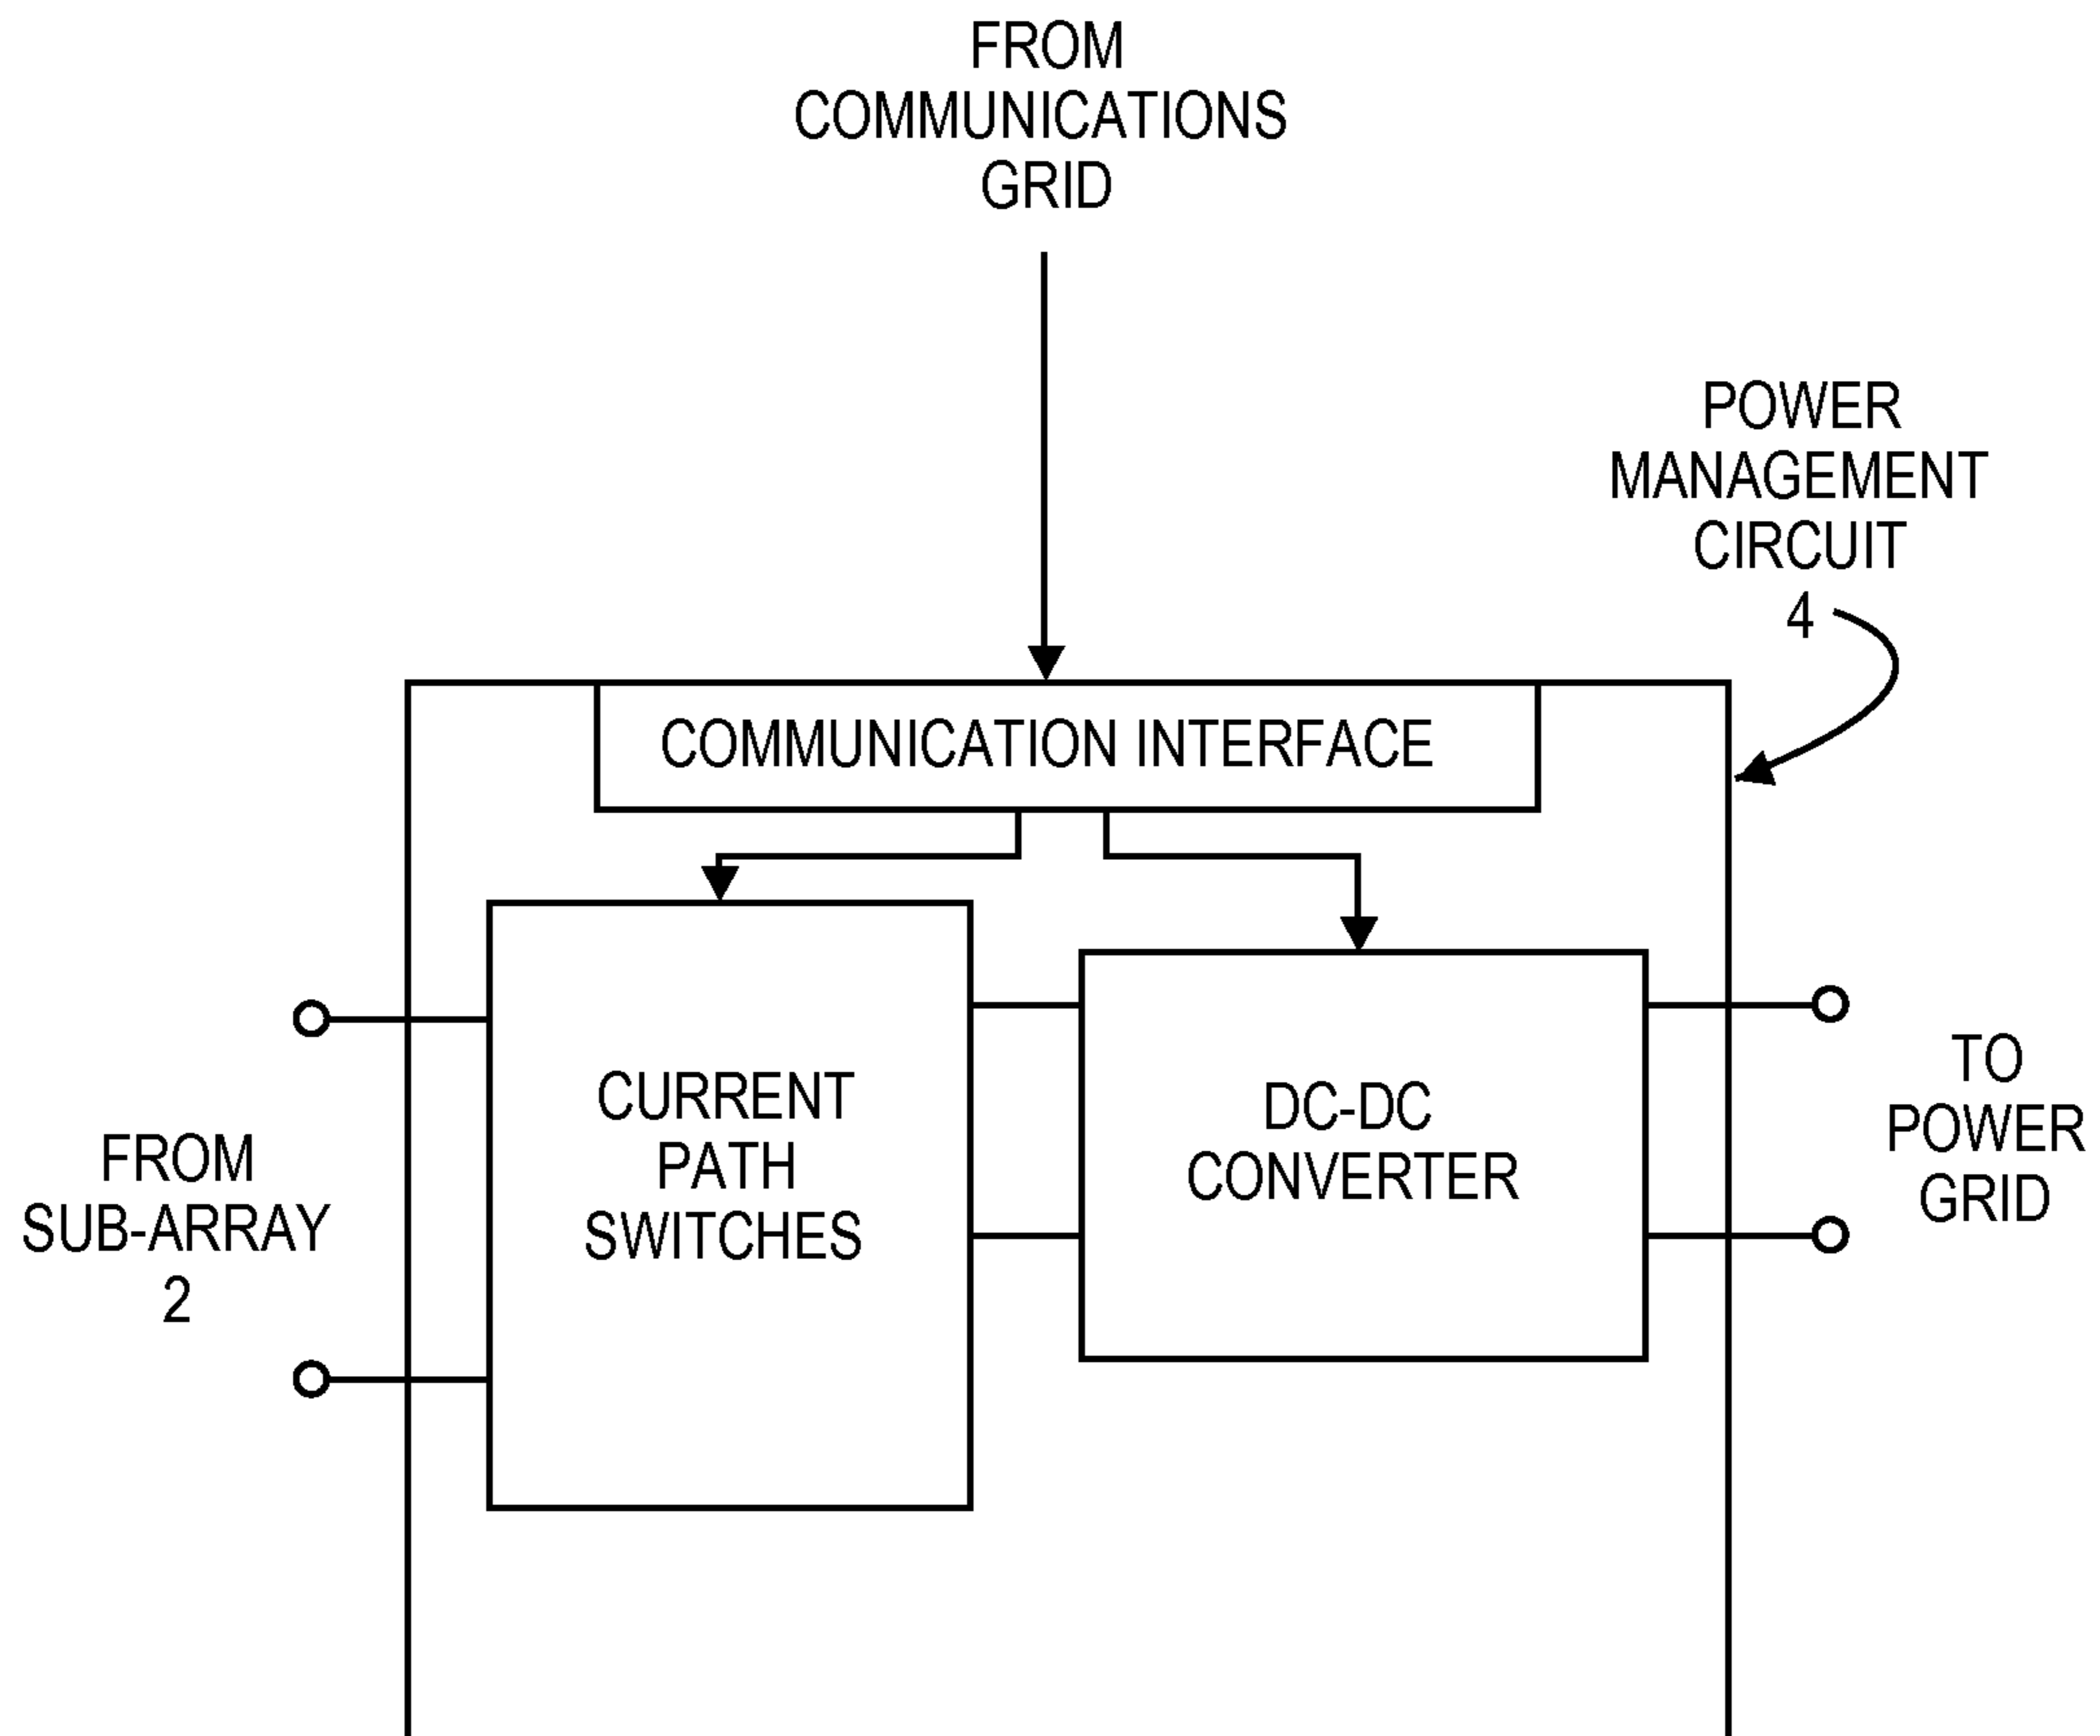 FROM
COMMUNICATIONS
GRID
POWER
MANAGEMENT
CIRCUIT
4
COMMUNICATION INTERFACE
FROM
SUB-ARRAY
2
CURRENT
PATH
SWITCHES
DC-DC
CONVERTER
TO
POWER
GRID